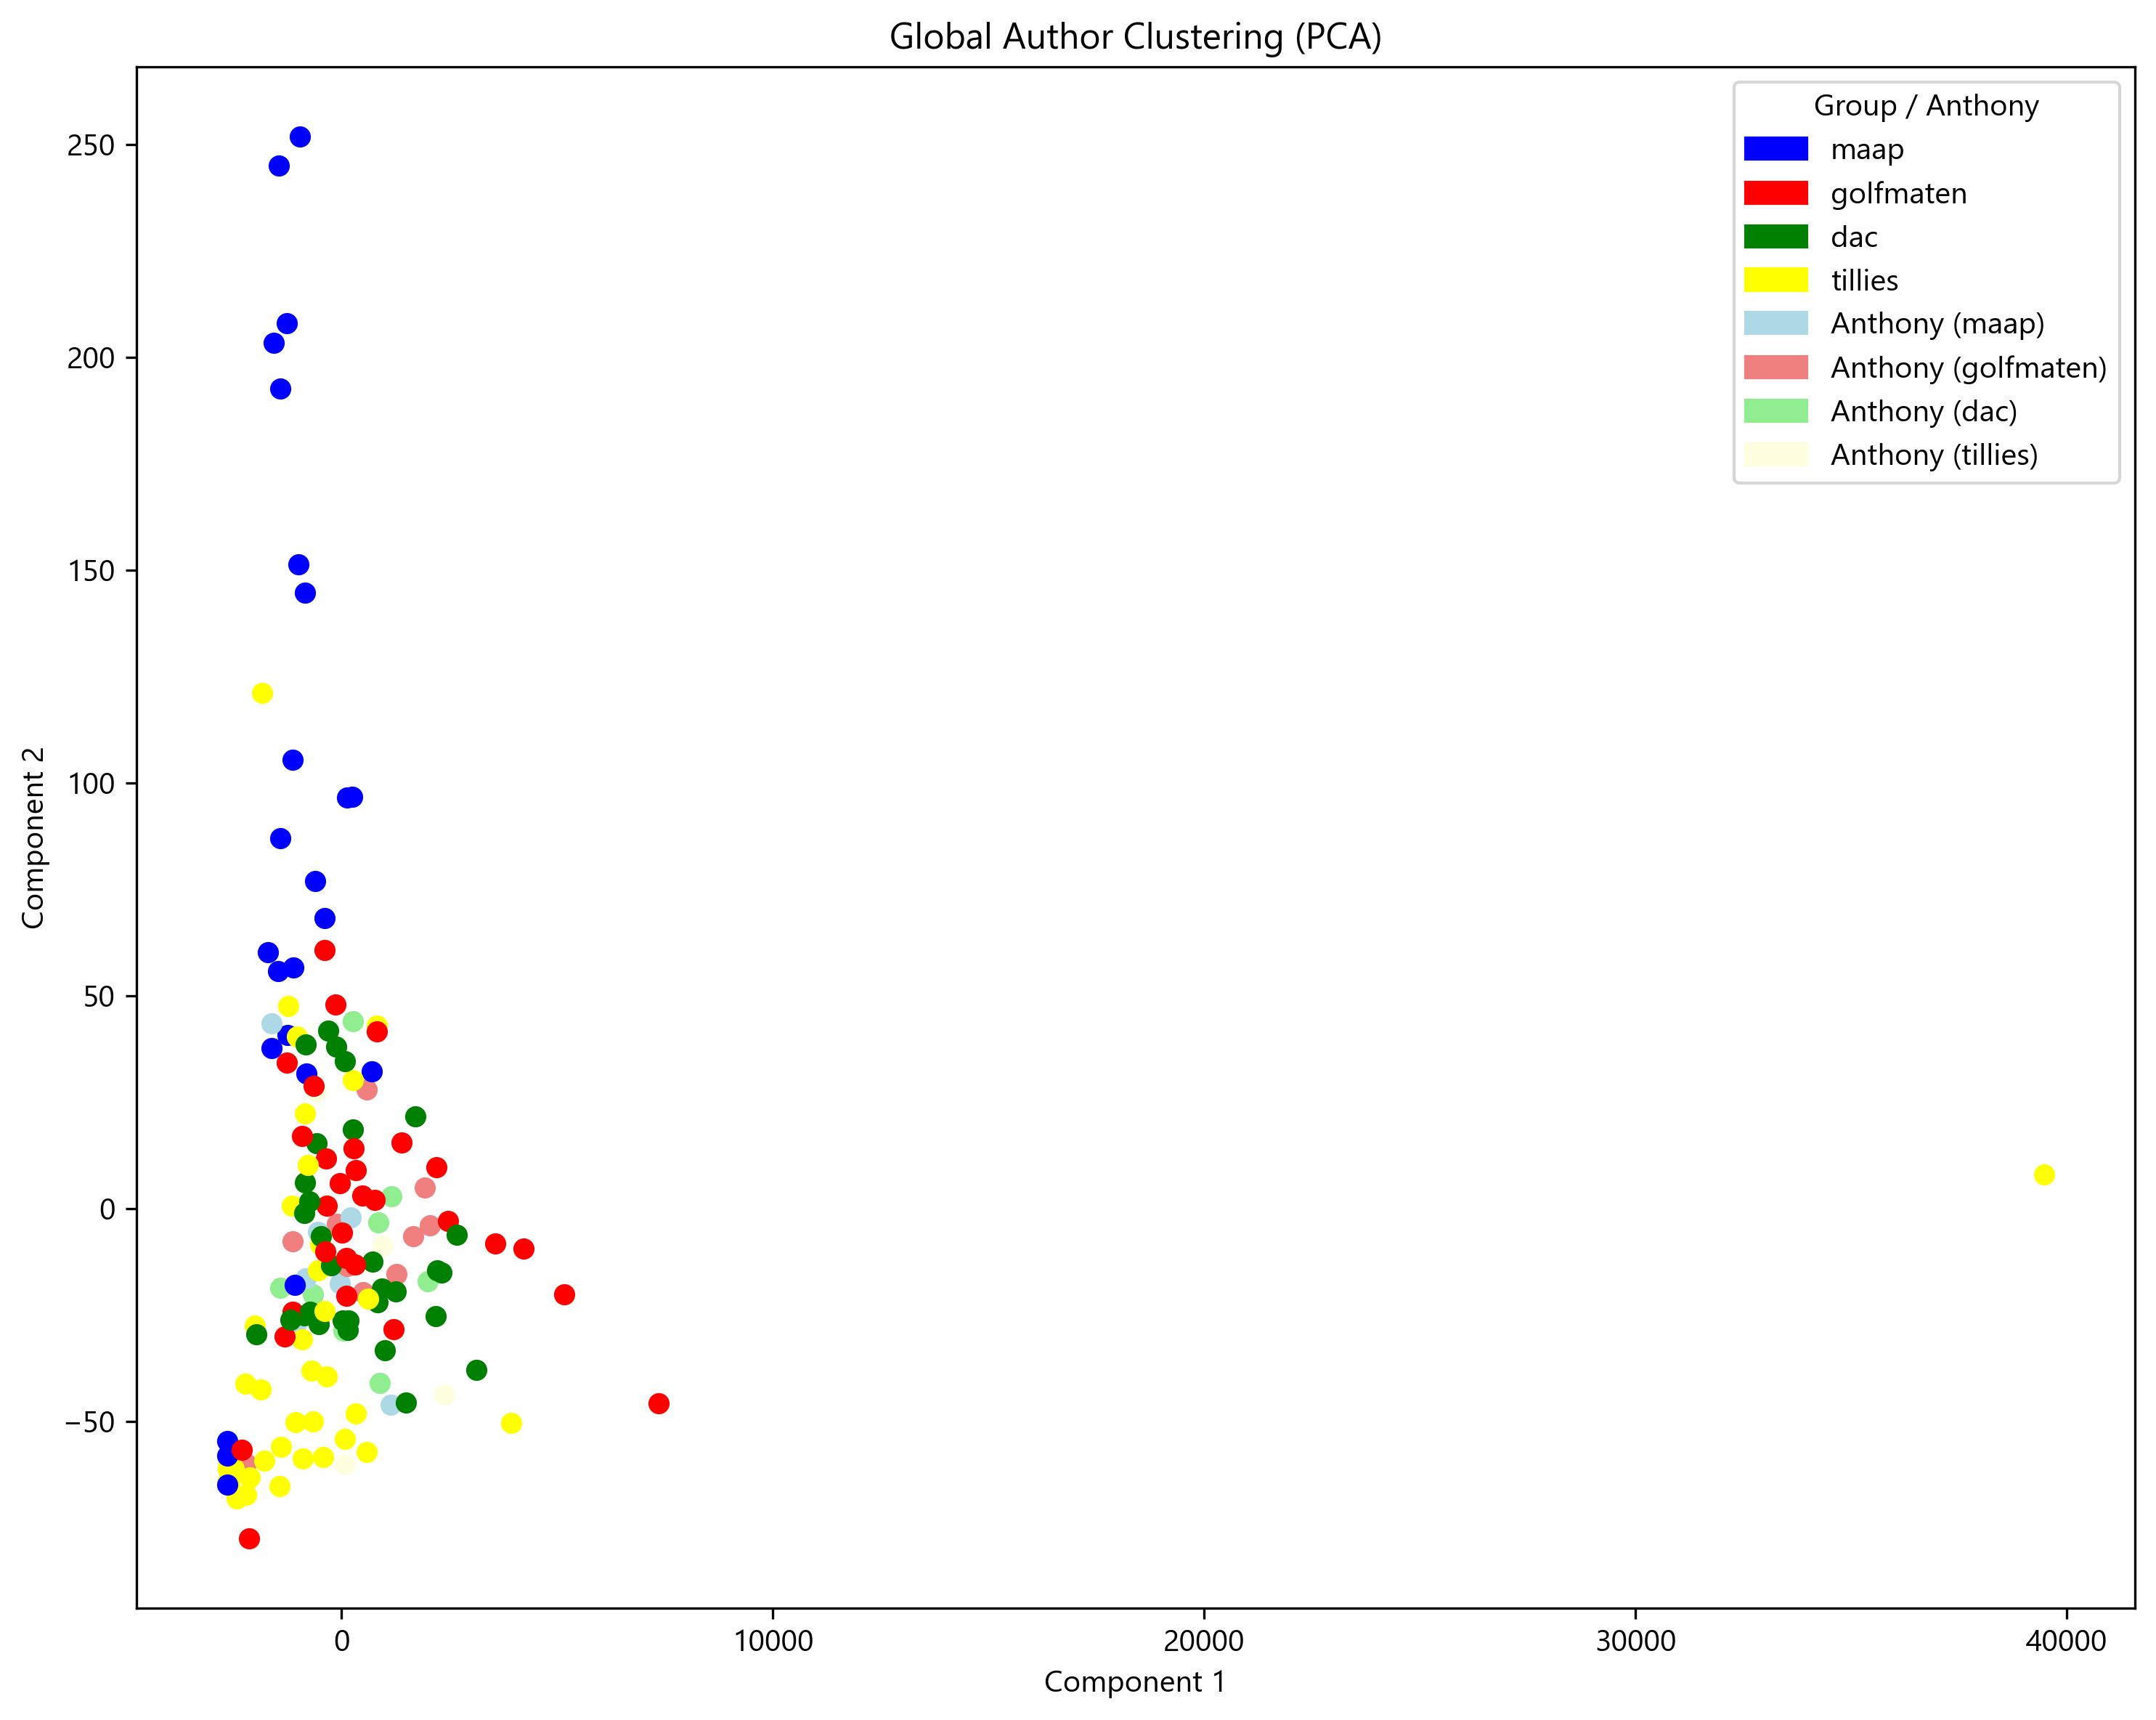 Global Author Clustering (PCA)
Group / Anthony
maap
golfmaten
dac
tillies
Anthony (maap)
Anthony (golfmaten)
Anthony (dac)
Anthony (tillies)
250
200
150
100
50
0
−50
Component 2
0
10000
20000
30000
40000
Component 1